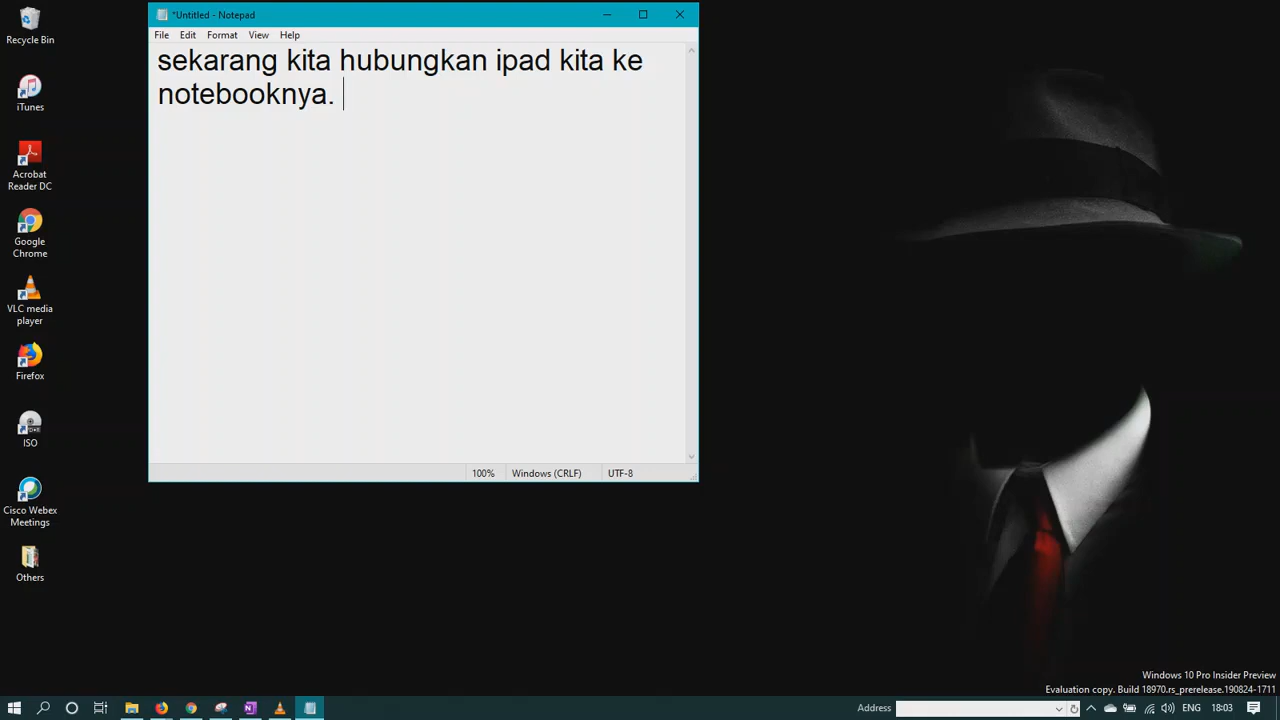 Recycle Bin
iTunes
Acrobat
Reader DC
Google
Chrome
VLC media
player
Firefox
ISO
Cisco Webex
Meetings
Others
*Untitled - Notepad
File Edit Format View Help
sekarang kita hubungkan ipad kita ke
notebooknya.
100% Windows (CRLF) UTF-8
Windows 10 Pro Insider Preview
Evaluation copy. Build 18970.rs_prerelease.190824-1711
Address ENG 18:03